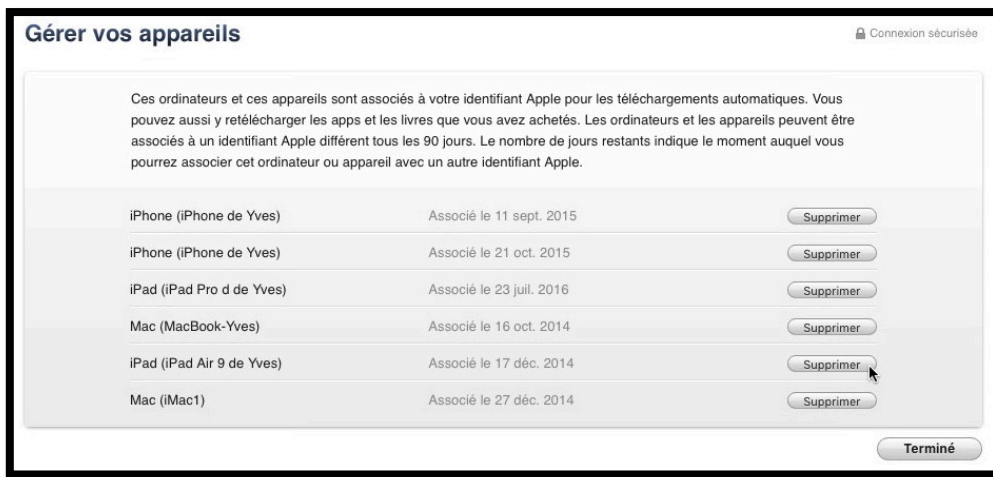 Gérer vos appareils
Connexion sécurisée
Ces ordinateurs et ces appareils sont associés à votre identifiant Apple pour les téléchargements automatiques. Vous
pouvez aussi y retélécharger les apps et les livres que vous avez achetés. Les ordinateurs et les appareils peuvent être
associés à un identifiant Apple différent tous les 90 jours. Le nombre de jours restants indique le moment auquel vous
pourrez associer cet ordinateur ou appareil avec un autre identifiant Apple.
iPhone (iPhone de Yves) Associé le 11 sept. 2015 Supprimer
iPhone (iPhone de Yves) Associé le 21 oct. 2015 Supprimer
iPad (iPad Pro d de Yves) Associé le 23 juil. 2016 Supprimer
Mac (MacBook-Yves) Associé le 16 oct. 2014 Supprimer
iPad (iPad Air 9 de Yves) Associé le 17 déc. 2014 Supprimer
Mac (iMac1) Associé le 27 déc. 2014 Supprimer
Terminé